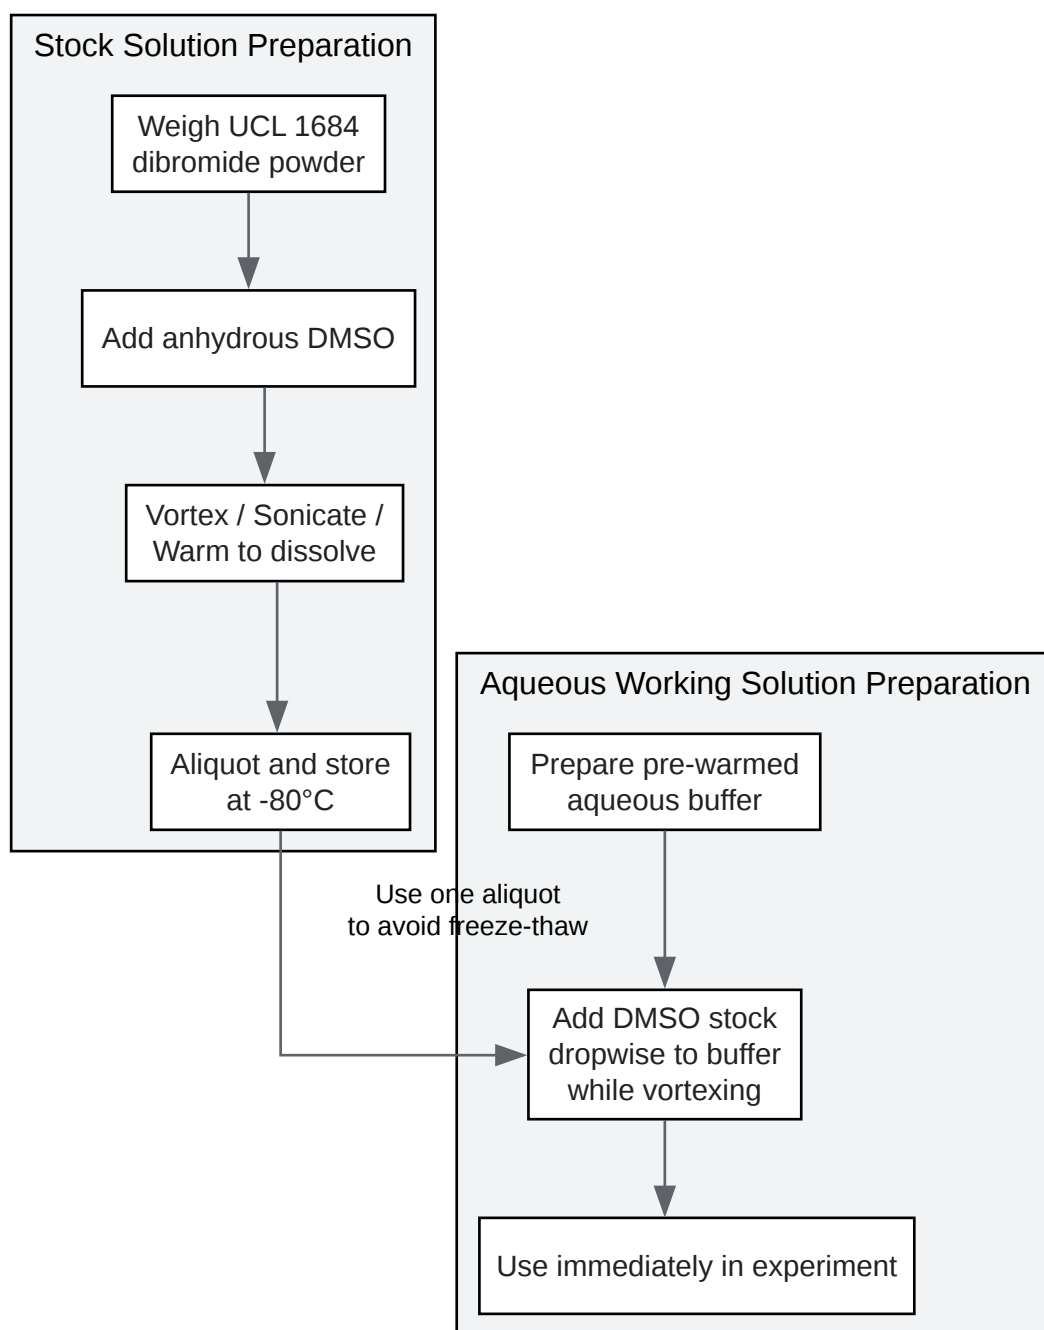 Stock Solution Preparation
Weigh UCL 1684
dibromide powder
Add anhydrous DMSO
Vortex / Sonicate /
Warm to dissolve
Aliquot and store
at -80°C
Use one aliquot
to avoid freeze-thaw
Aqueous Working Solution Preparation
Prepare pre-warmed
aqueous buffer
Add DMSO stock
dropwise to buffer
while vortexing
Use immediately in experiment